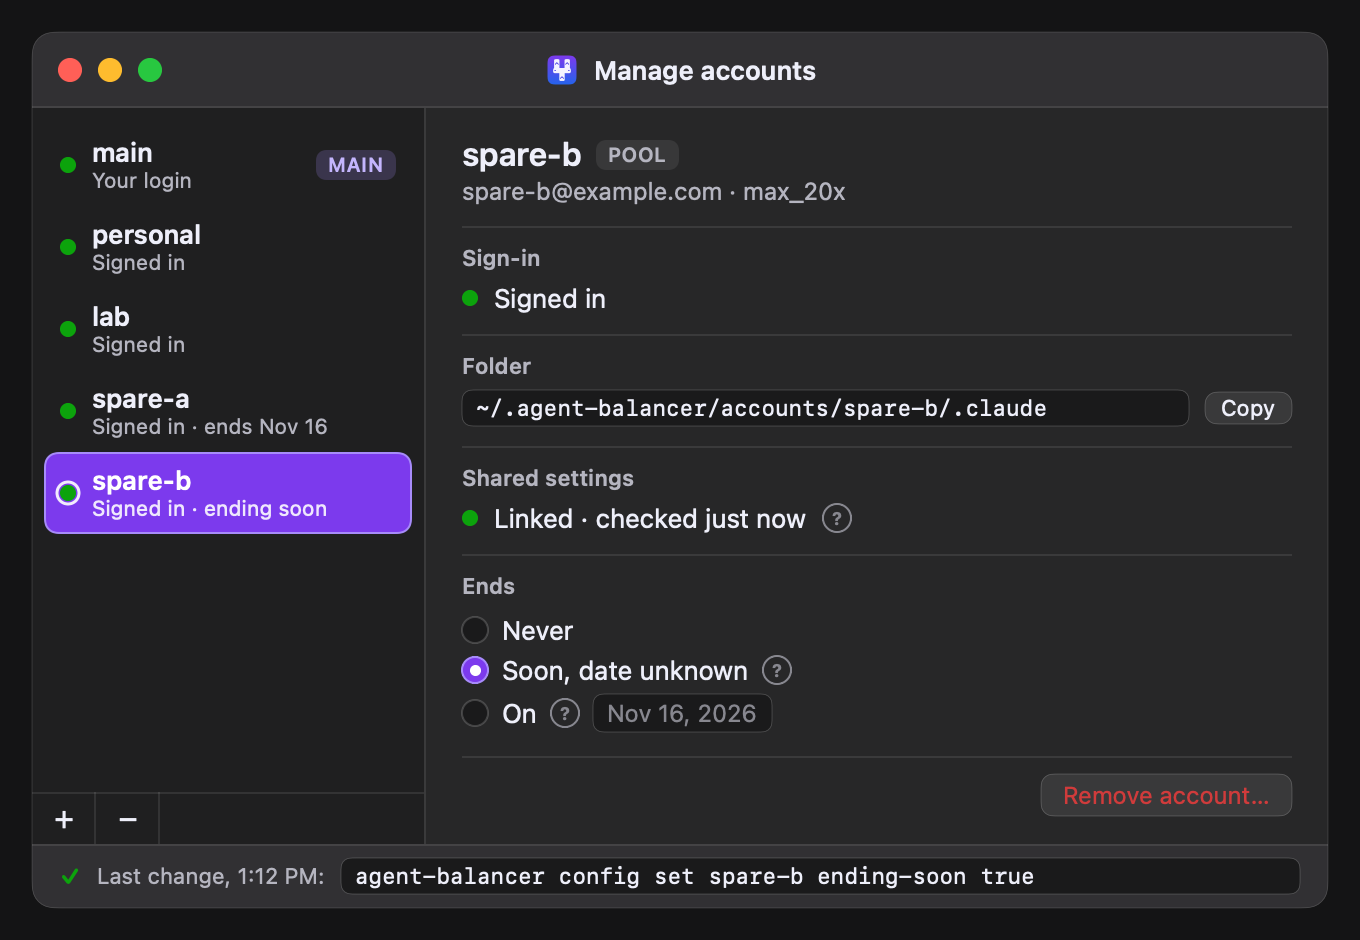 Manage accounts
main
Your login
MAIN
personal
Signed in
lab
Signed in
spare-a
Signed in · ends Nov 16
spare-b
Signed in · ending soon
+ −
spare-b POOL
spare-b@example.com · max_20x
Sign-in
Signed in
Folder
~/.agent-balancer/accounts/spare-b/.claude Copy
Shared settings
Linked · checked just now ?
Ends
Never
Soon, date unknown ?
On ? Nov 16, 2026
Remove account...
Last change, 1:12 PM: agent-balancer config set spare-b ending-soon true